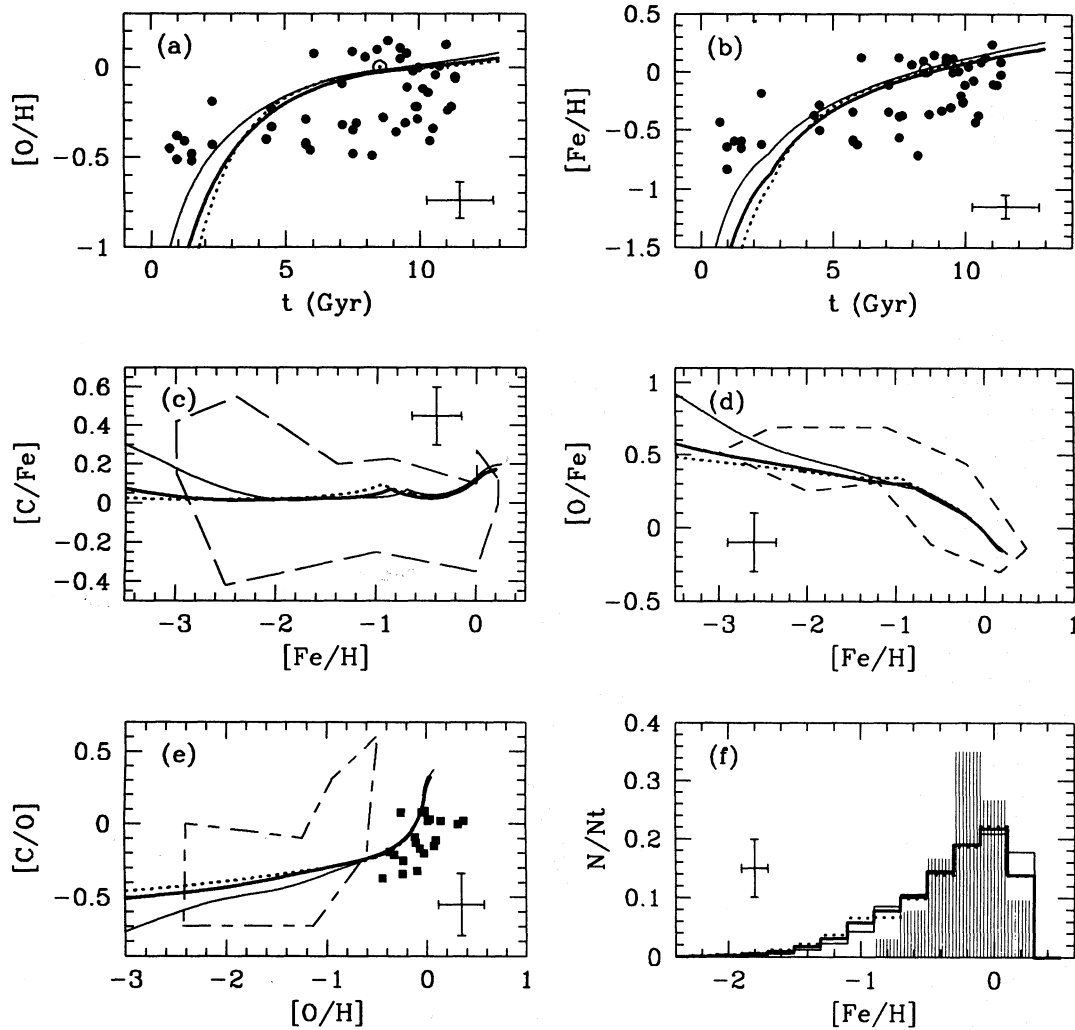 (a)
[O/H]
0
−0.5
−1
0 5 10
t (Gyr)
(b)
[Fe/H]
0.5
0
−0.5
−1
−1.5
0 5 10
t (Gyr)
(c)
[C/Fe]
0.6
0.4
0.2
0
−0.2
−0.4
−3 −2 −1 0
[Fe/H]
(d)
[O/Fe]
1
0.5
0
−0.5
−3 −2 −1 0
[Fe/H]
(e)
[C/O]
0.5
0
−0.5
−3 −2 −1 0 1
[O/H]
(f)
N/Nt
0.4
0.3
0.2
0.1
0
−2 −1 0
[Fe/H]